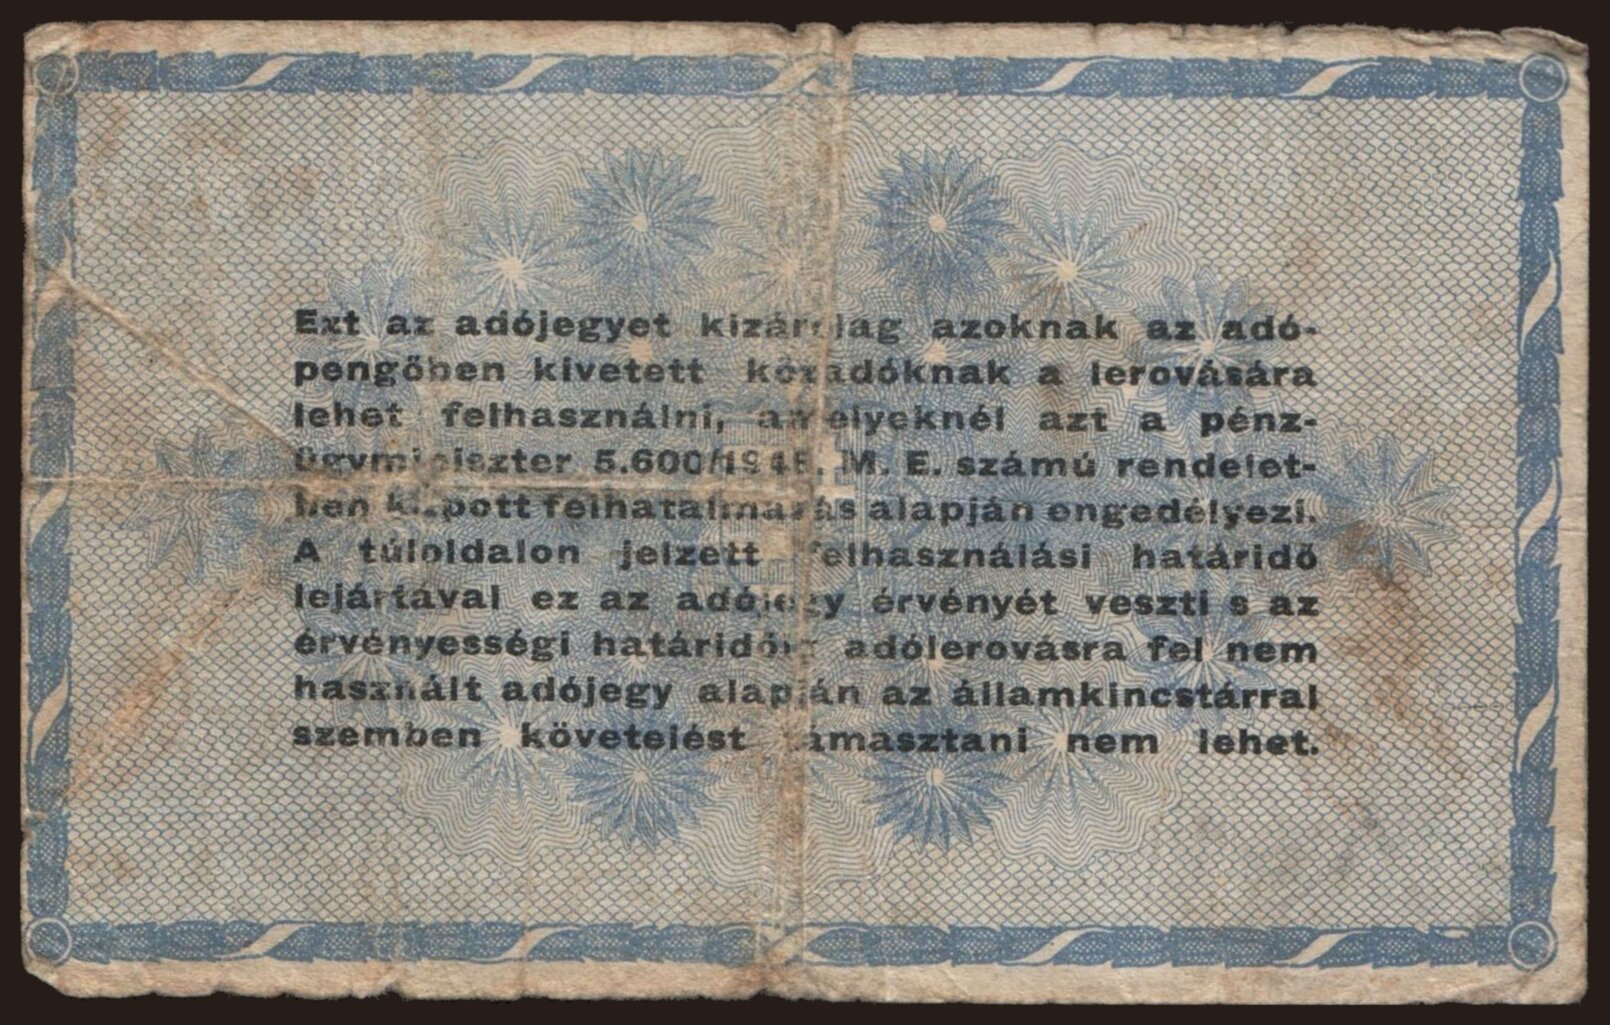 Ezt az adójegyet kizárólag azoknak az adó-
pengőben kivetett közadóknak a lerovására
lehet felhasználni, amelyeknél azt a pénz-
ügyminiszter 5.600/1945. M. E. számú rendelet-
ben kapott felhatalmazás alapján engedélyezi.
A túloldalon jelzett felhasználási határidő
lejártával ez az adójegy érvényét veszti s az
érvényességi határidőig adólerovásra fel nem
használt adójegy alapján az államkincstárral
szemben követelést támasztani nem lehet.